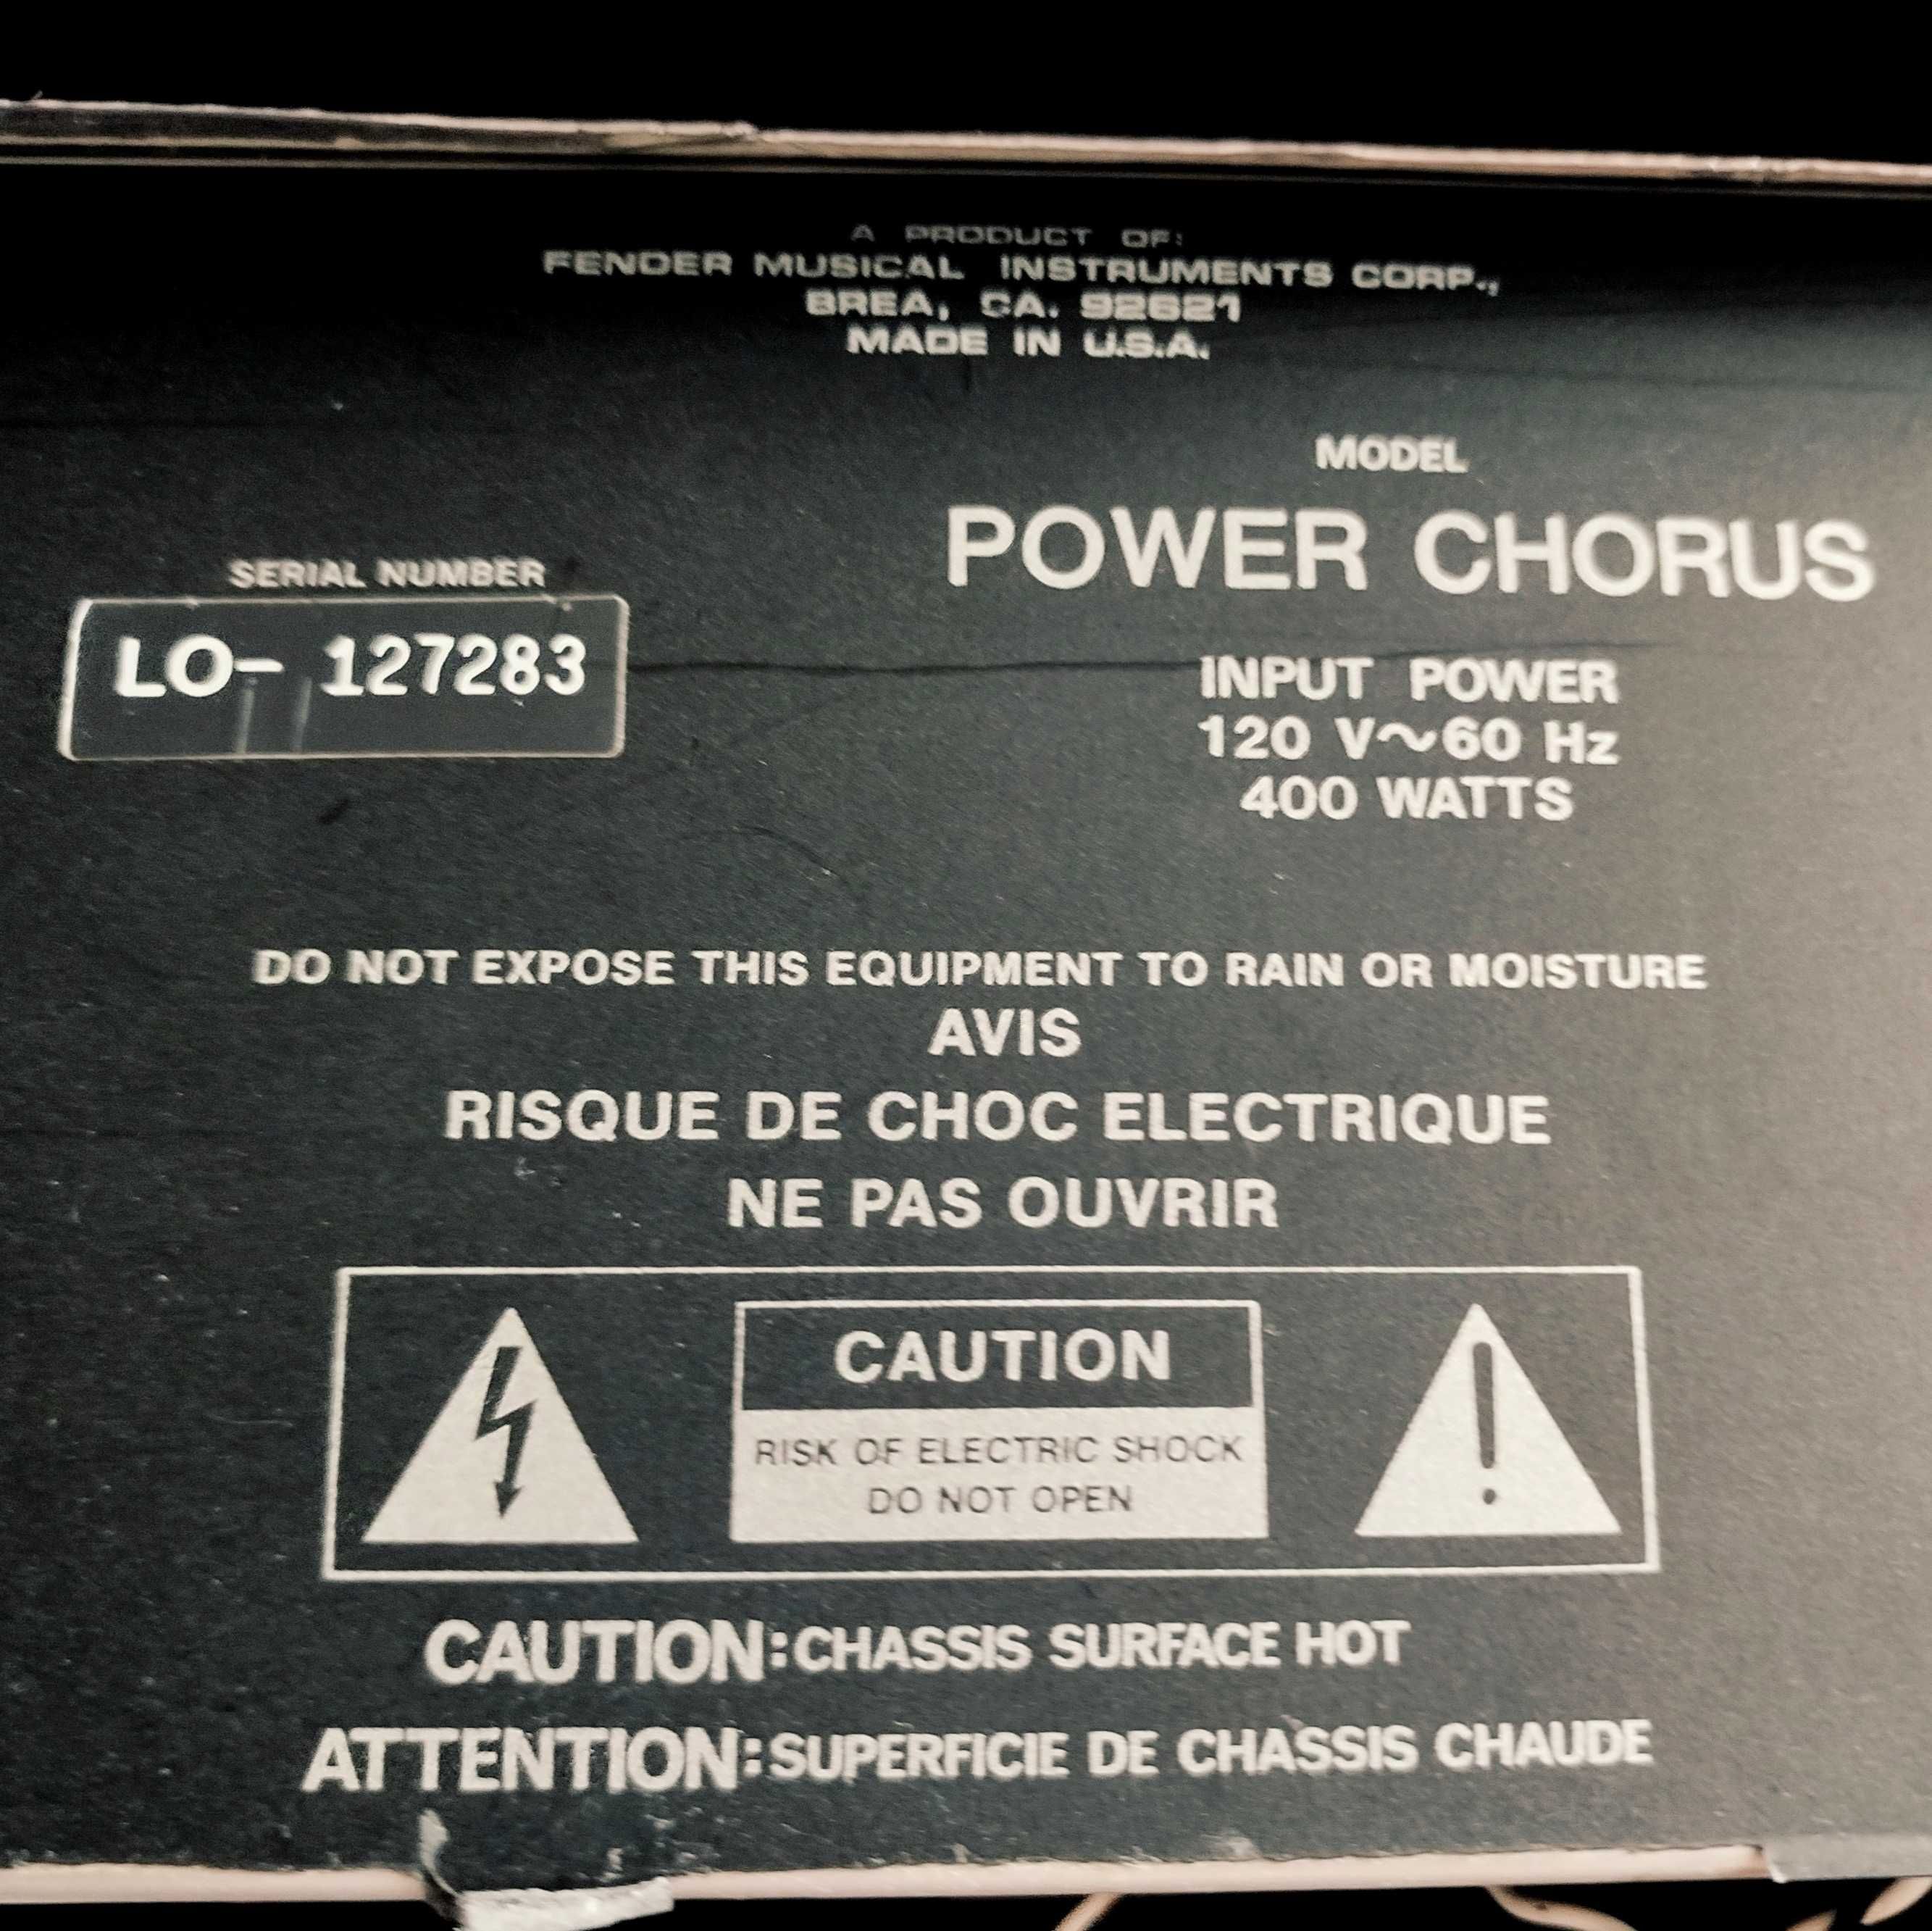 A PRODUCT OF:
FENDER MUSICAL INSTRUMENTS CORP.,
BREA, CA. 92621
MADE IN U.S.A.
MODEL
POWER CHORUS
SERIAL NUMBER
LO- 127283
INPUT POWER
120 V~60 Hz
400 WATTS
DO NOT EXPOSE THIS EQUIPMENT TO RAIN OR MOISTURE
AVIS
RISQUE DE CHOC ELECTRIQUE
NE PAS OUVRIR
CAUTION
RISK OF ELECTRIC SHOCK
DO NOT OPEN
CAUTION:CHASSIS SURFACE HOT
ATTENTION:SUPERFICIE DE CHASSIS CHAUDE